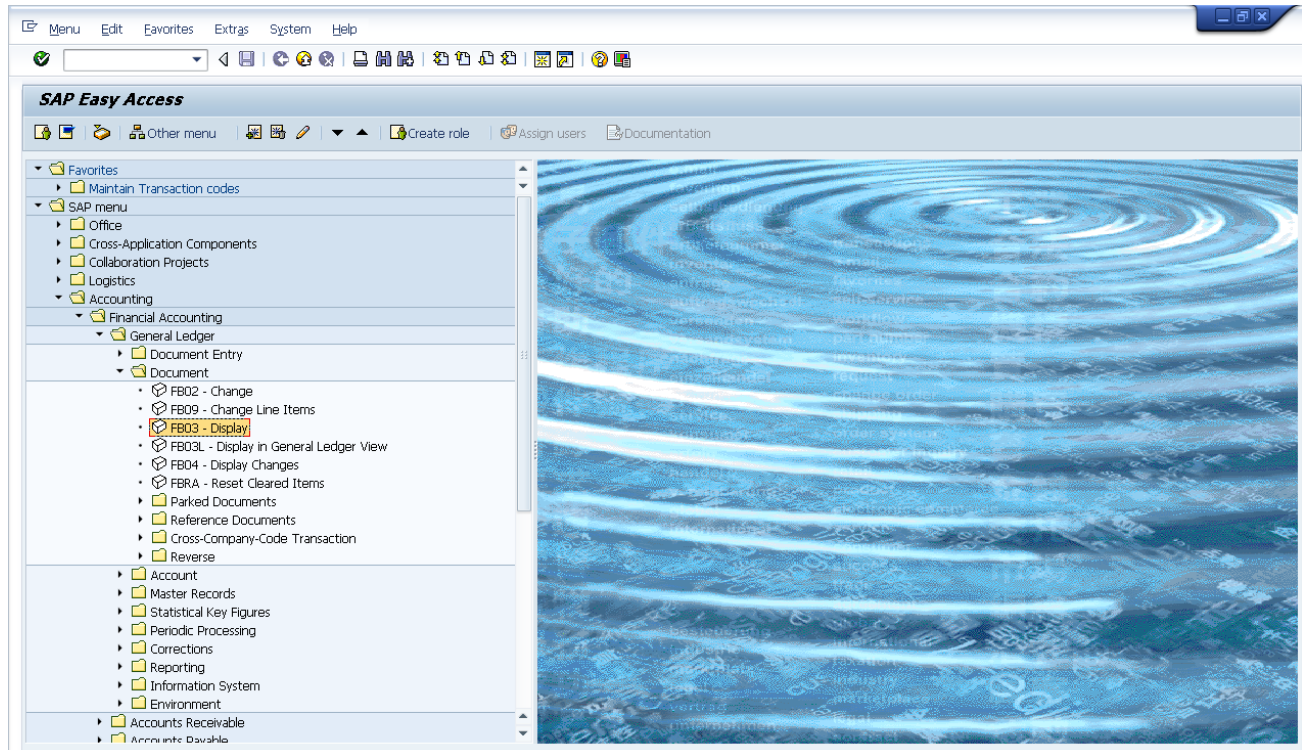 Menu Edit Favorites Extras System Help
SAP Easy Access
Other menu Create role Assign users Documentation
Favorites
Maintain Transaction codes
SAP menu
Office
Cross-Application Components
Collaboration Projects
Logistics
Accounting
Financial Accounting
General Ledger
Document Entry
Document
FB02 - Change
FB09 - Change Line Items
FB03 - Display
FB03L - Display in General Ledger View
FB04 - Display Changes
FBRA - Reset Cleared Items
Parked Documents
Reference Documents
Cross-Company-Code Transaction
Reverse
Account
Master Records
Statistical Key Figures
Periodic Processing
Corrections
Reporting
Information System
Environment
Accounts Receivable
Accounts Payable